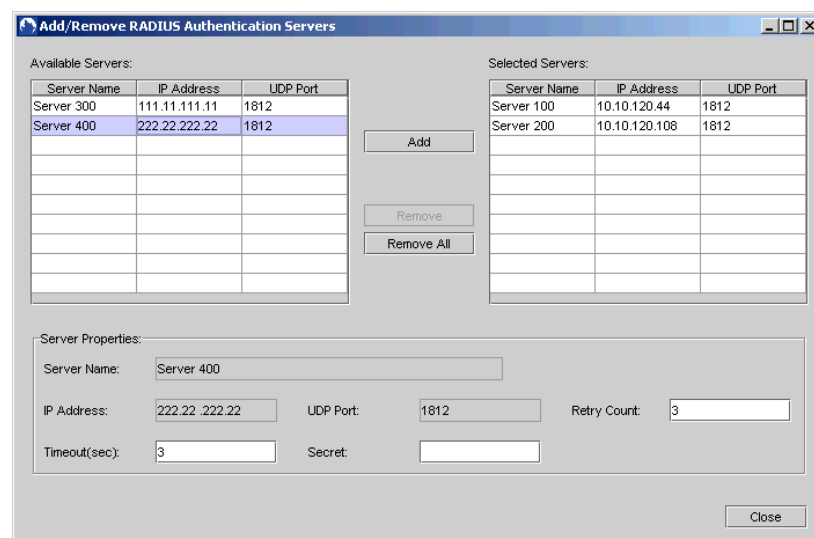 Add/Remove RADIUS Authentication Servers
Available Servers:
Server Name IP Address UDP Port
Server 300 111.11.111.11 1812
Server 400 222.22.222.22 1812
Add
Remove
Remove All
Selected Servers:
Server Name IP Address UDP Port
Server 100 10.10.120.44 1812
Server 200 10.10.120.108 1812
Server Properties:
Server Name: Server 400
IP Address: 222.22 .222.22 UDP Port: 1812 Retry Count: 3
Timeout(sec): 3 Secret:
Close